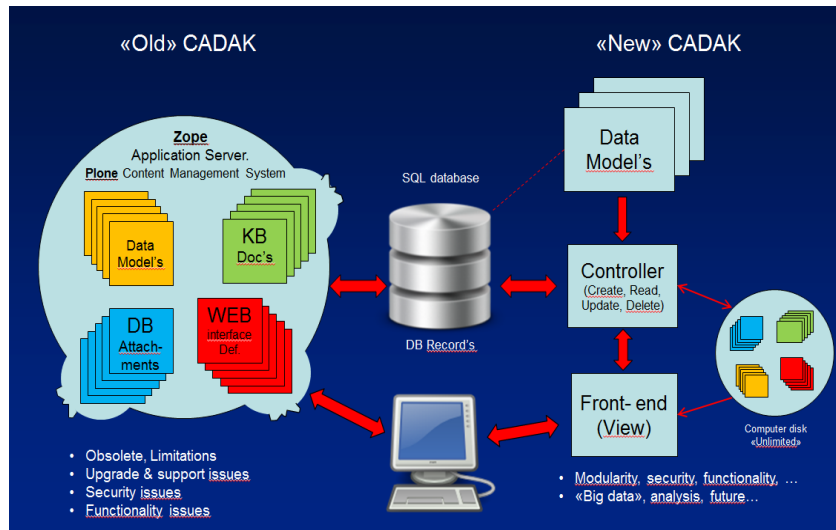 «Old» CADAK
«New» CADAK
Zope
Application Server.
Plone Content Management System
Data
Model's
KB
Doc's
DB
Attach-
ments
WEB
interface
Def.
SQL database
DB Record's
Data
Model's
Controller
(Create, Read,
Update, Delete)
Front- end
(View)
Computer disk
«Unlimited»
• Obsolete, Limitations
• Upgrade & support issues
• Security issues
• Functionality issues
• Modularity, security, functionality, …
• «Big data», analysis, future…